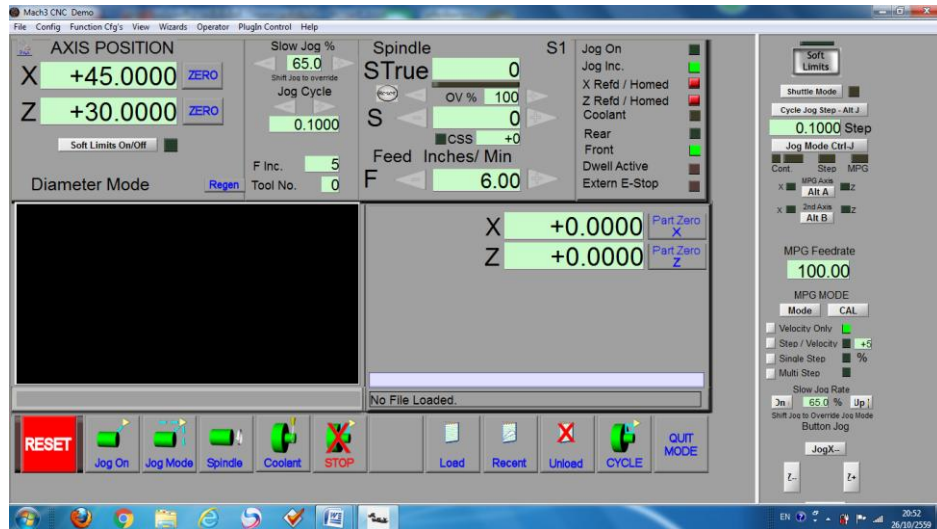 Mach3 CNC Demo
File Config Function Cfg's View Wizards Operator PlugIn Control Help
AXIS POSITION
X +45.0000 ZERO
Z +30.0000 ZERO
Soft Limits On/Off
Diameter Mode Regen
Slow Jog %
65.0
Shift Jog to override
Jog Cycle
0.1000
F Inc. 5
Tool No. 0
Spindle S1
STrue 0
OV % 100
S 0
CSS +0
Feed Inches/ Min
F 6.00
Jog On
Jog Inc.
X Refd / Homed
Z Refd / Homed
Coolant
Rear
Front
Dwell Active
Extern E-Stop
X +0.0000 Part Zero X
Z +0.0000 Part Zero Z
No File Loaded.
RESET
Jog On
Jog Mode
Spindle
Coolant
STOP
Load
Recent
Unload
CYCLE
QUIT MODE
Soft Limits
Shuttle Mode
Cycle Jog Step - Alt J
0.1000 Step
Jog Mode Ctrl-J
Cont. Step MPG
MPG Axis
X Alt A Z
2nd Axis
X Alt B Z
MPG Feedrate
100.00
MPG MODE
Mode CAL
Velocity Only
Step / Velocity +5
Single Step %
Multi Step
Slow Jog Rate
65.0 % Up
Shift Jog to Override Jog Mode
Button Jog
JogX--
Z-- Z+
EN 20:52
26/10/2559